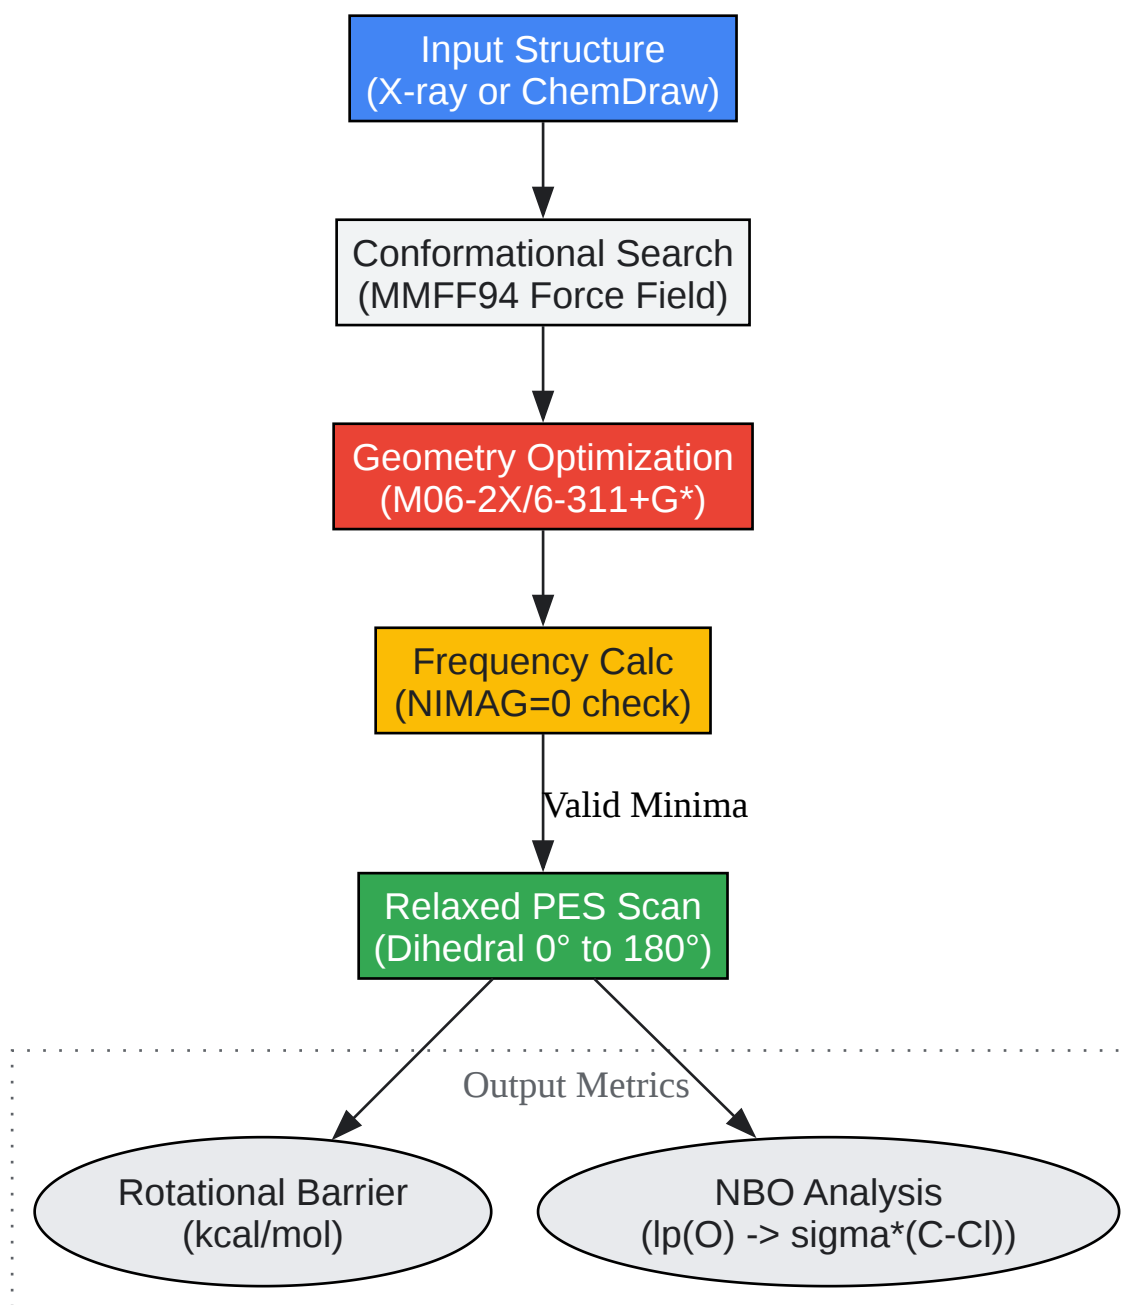 Input Structure
(X-ray or ChemDraw)
Conformational Search
(MMFF94 Force Field)
Geometry Optimization
(M06-2X/6-311+G*)
Frequency Calc
(NIMAG=0 check)
Valid Minima
Relaxed PES Scan
(Dihedral 0° to 180°)
Output Metrics
Rotational Barrier
(kcal/mol)
NBO Analysis
(lp(O) -> sigma*(C-Cl))